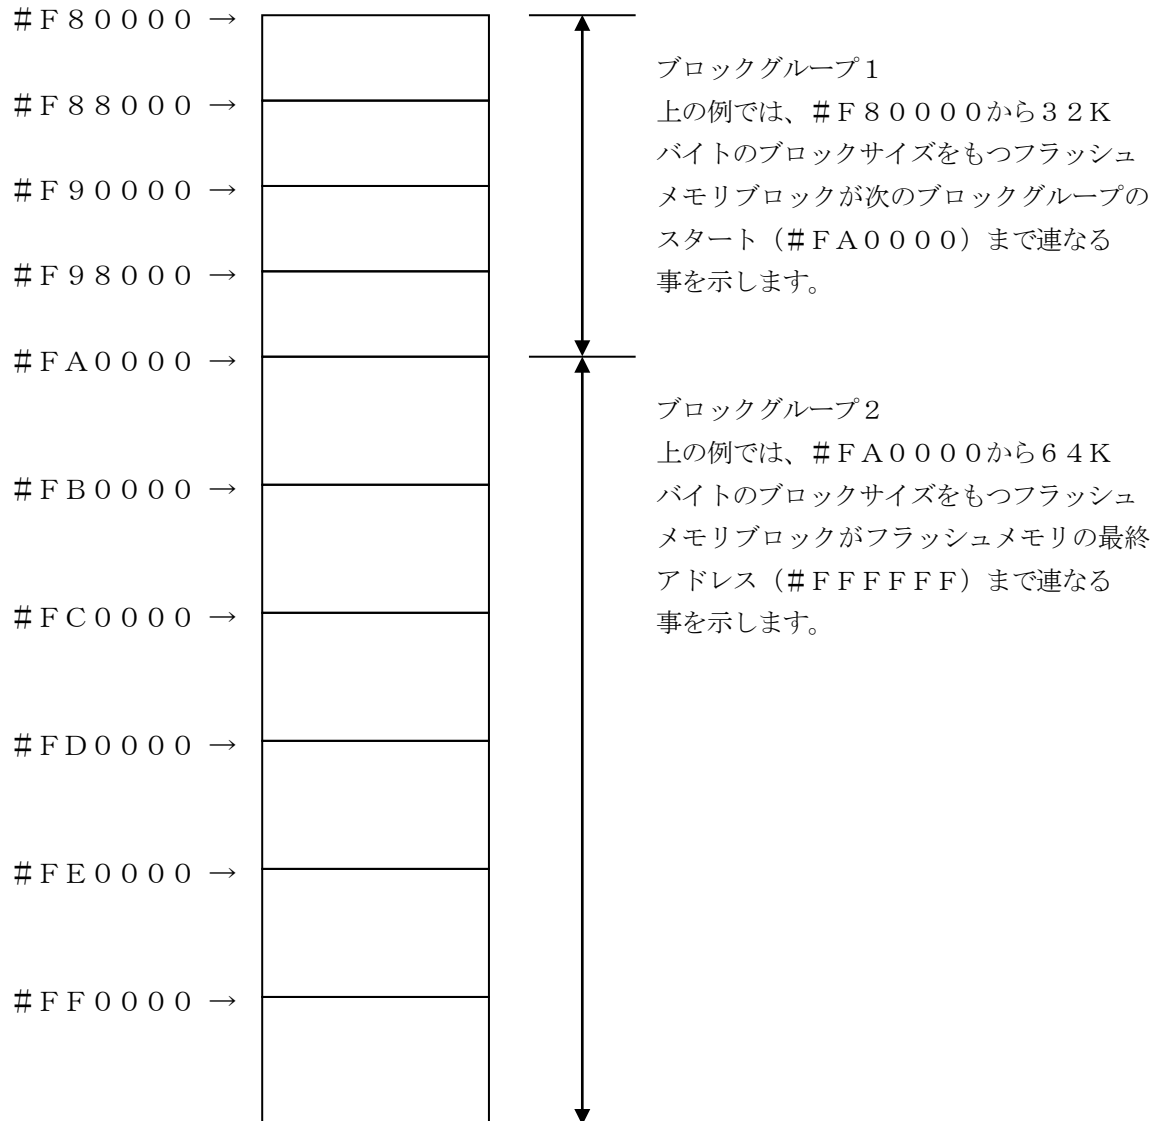 ＃Ｆ８００００ →
＃Ｆ８８０００ →
＃Ｆ９００００ →
＃Ｆ９８０００ →
＃ＦＡ００００ →
＃ＦＢ００００ →
＃ＦＣ００００ →
＃ＦＤ００００ →
＃ＦＥ００００ →
＃ＦＦ００００ →
ブロックグループ１
上の例では、＃Ｆ８００００から３２Ｋ
バイトのブロックサイズをもつフラッシュ
メモリブロックが次のブロックグループの
スタート（＃ＦＡ００００）まで連なる
事を示します。
ブロックグループ２
上の例では、＃ＦＡ００００から６４Ｋ
バイトのブロックサイズをもつフラッシュ
メモリブロックがフラッシュメモリの最終
アドレス（＃ＦＦＦＦＦＦ）まで連なる
事を示します。